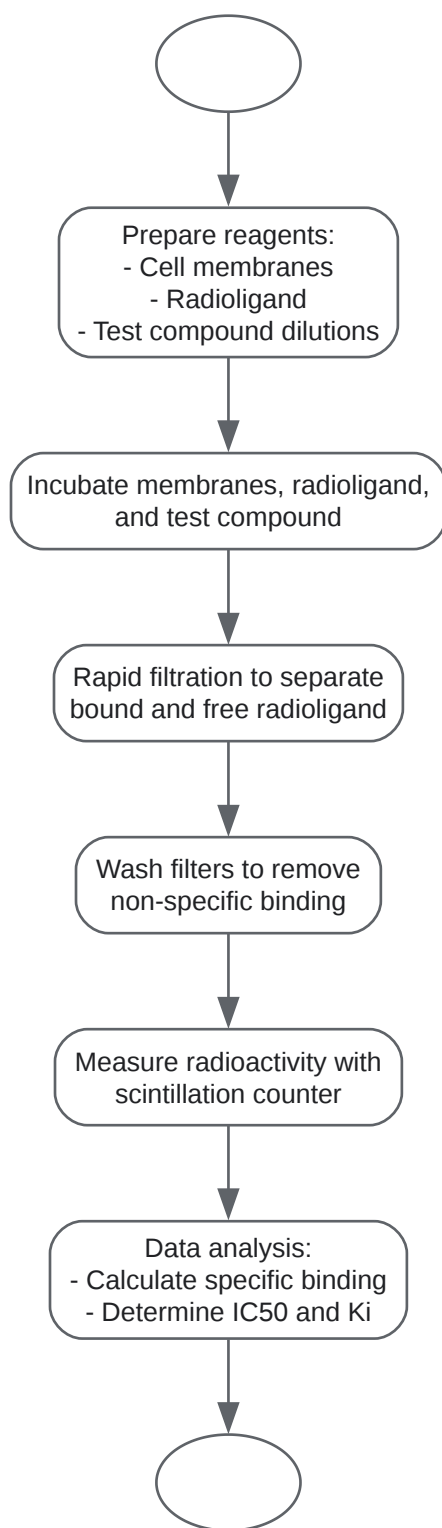 Prepare reagents:
- Cell membranes
- Radioligand
- Test compound dilutions
Incubate membranes, radioligand,
and test compound
Rapid filtration to separate
bound and free radioligand
Wash filters to remove
non-specific binding
Measure radioactivity with
scintillation counter
Data analysis:
- Calculate specific binding
- Determine IC50 and Ki